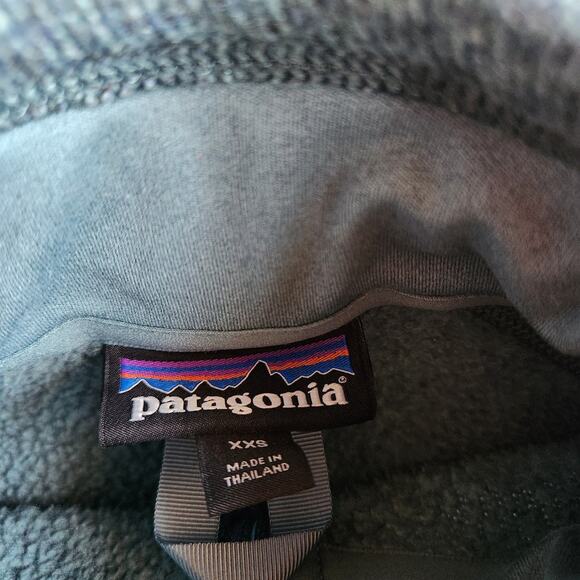 patagonia®
XXS
MADE IN
THAILAND